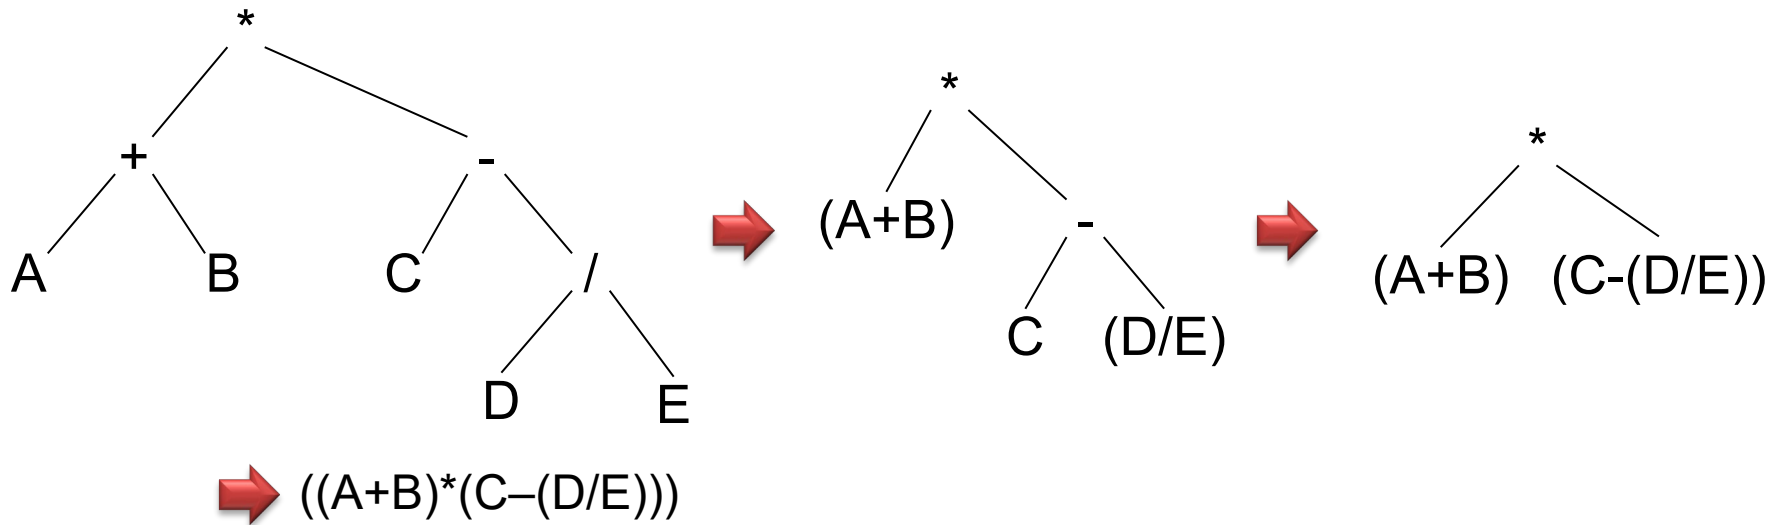 *
+ -
A B C /
D E
*
(A+B) -
C (D/E)
*
(A+B) (C-(D/E))
((A+B)*(C–(D/E)))